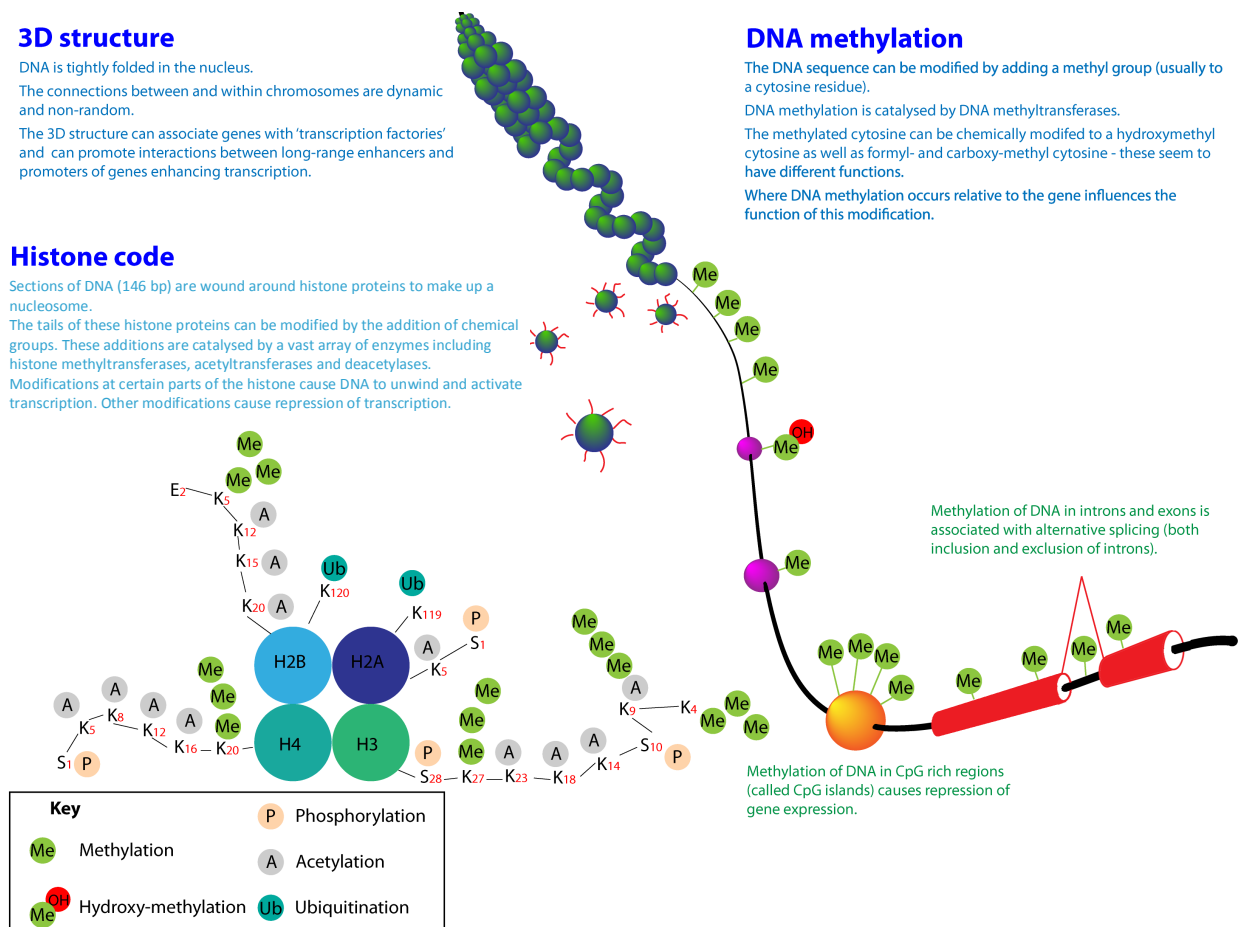 3D structure
DNA is tightly folded in the nucleus.
The connections between and within chromosomes are dynamic
and non-random.
The 3D structure can associate genes with 'transcription factories'
and can promote interactions between long-range enhancers and
promoters of genes enhancing transcription.
DNA methylation
The DNA sequence can be modified by adding a methyl group (usually to
a cytosine residue).
DNA methylation is catalysed by DNA methyltransferases.
The methylated cytosine can be chemically modifed to a hydroxymethyl
cytosine as well as formyl- and carboxy-methyl cytosine - these seem to
have different functions.
Where DNA methylation occurs relative to the gene influences the
function of this modification.
Histone code
Sections of DNA (146 bp) are wound around histone proteins to make up a
nucleosome.
The tails of these histone proteins can be modified by the addition of chemical
groups. These additions are catalysed by a vast array of enzymes including
histone methyltransferases, acetyltransferases and deacetylases.
Modifications at certain parts of the histone cause DNA to unwind and activate
transcription. Other modifications cause repression of transcription.
Me
Me
Me
Me
OH
Me
Me
Methylation of DNA in introns and exons is
associated with alternative splicing (both
inclusion and exclusion of introns).
Me
Me
Me
Me
Me
Me
Me
Me
Methylation of DNA in CpG rich regions
(called CpG islands) causes repression of
gene expression.
Me
Me
Me
E2
K5
A
K12
K15
A
K20
A
Ub
K120
Ub
K119
P
S1
A
K5
H2B
H2A
H4
H3
Me
Me
Me
A
A
A
A
K5
K8
K12
K16
K20
S1
P
P
S28
Me
Me
Me
K27
A
K23
A
K18
A
K14
S10
P
Me
Me
Me
A
K9
K4
Me
Me
Me
Key
Me Methylation
OH
Me Hydroxy-methylation
P Phosphorylation
A Acetylation
Ub Ubiquitination